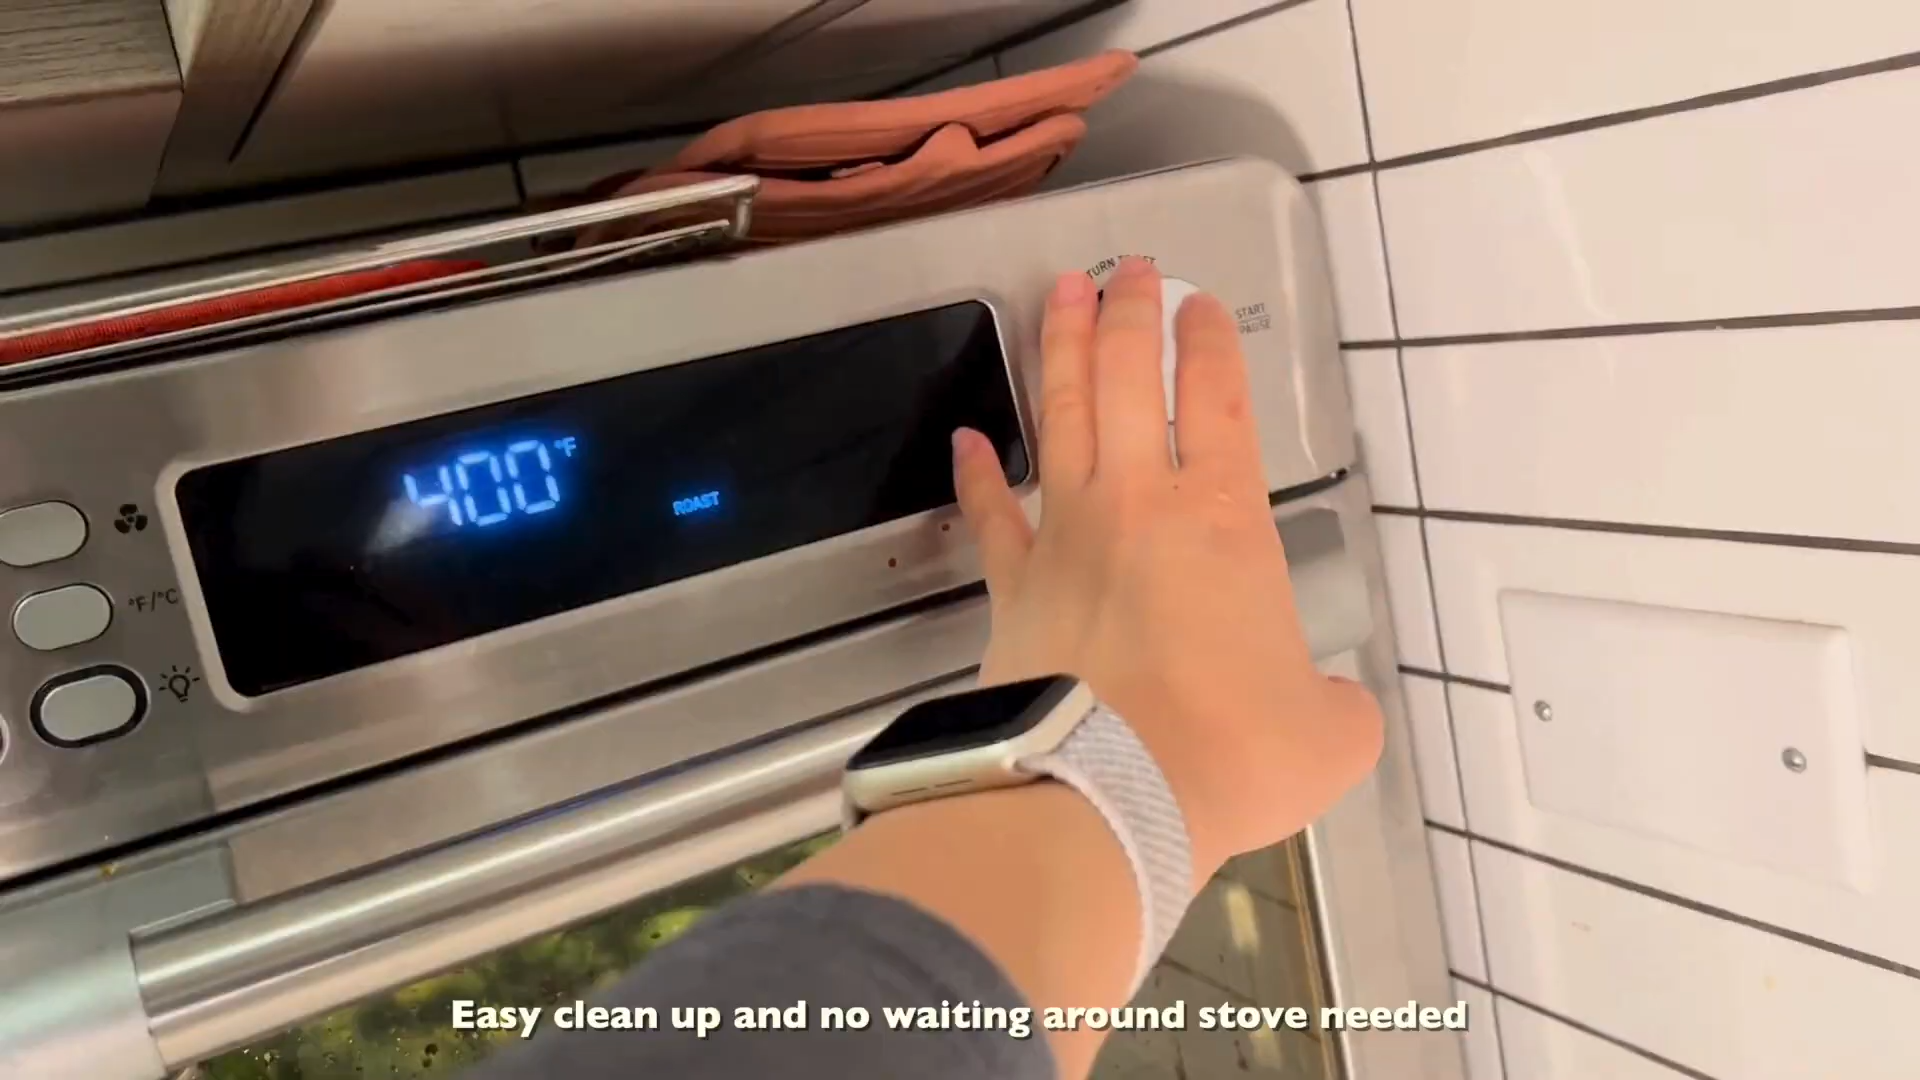 START
PAUSE
400°F
ROAST
°F/°C
Easy clean up and no waiting around stove needed